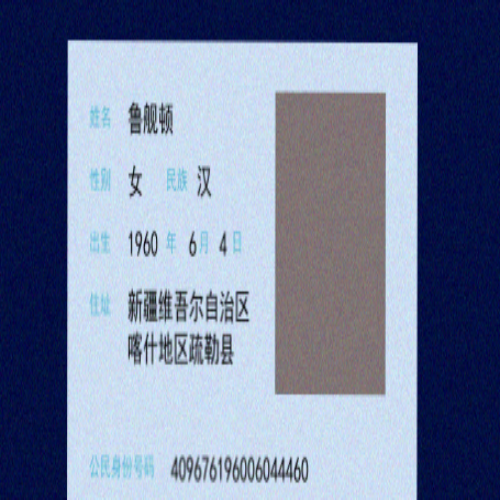 姓名 鲁舰顿
性别 女 民族 汉
出生 1960 年 6 月 4 日
住址 新疆维吾尔自治区
喀什地区疏勒县
公民身份号码 409676196006044460